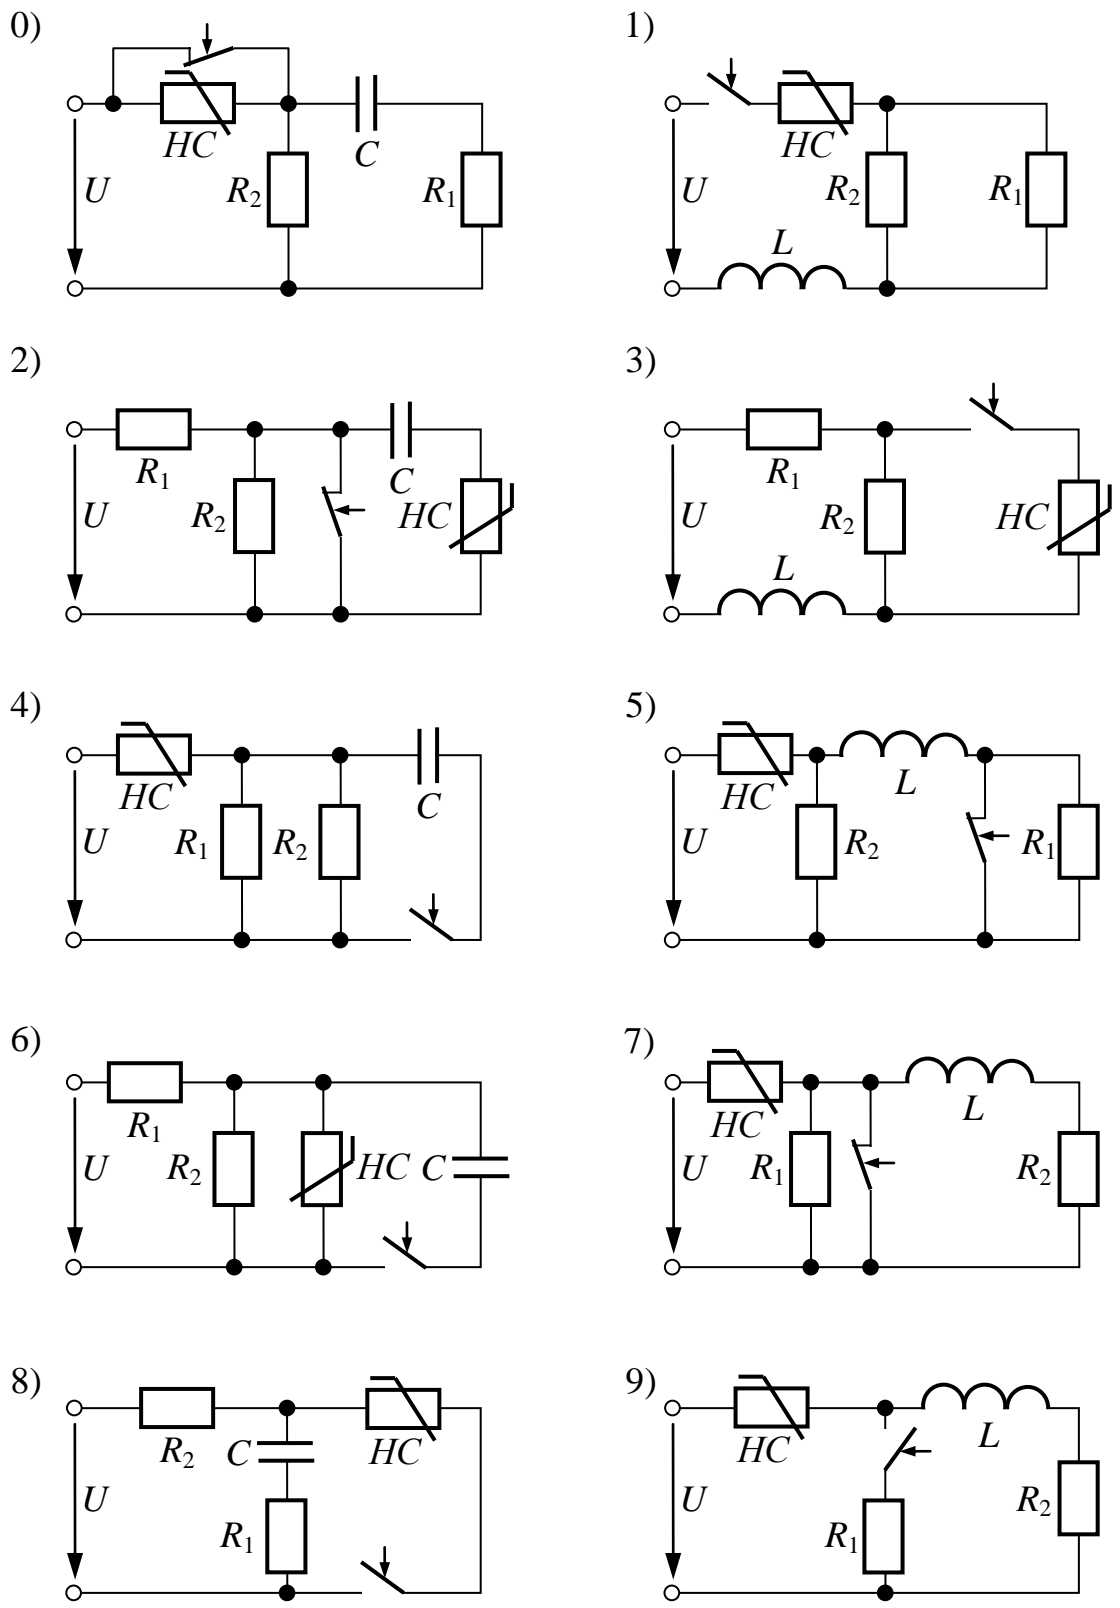 0) 1)
HC C
U R2 R1 U HC R2 R1
L
2) 3)
R1 C R1
U R2 HC U R2 HC
L
4) 5)
HC C HC L
U R1 R2 U R2 R1
6) 7)
R1 HC L
U R2 HC C U R1 R2
8) 9)
R2 C HC HC L
U R1 U R1 R2